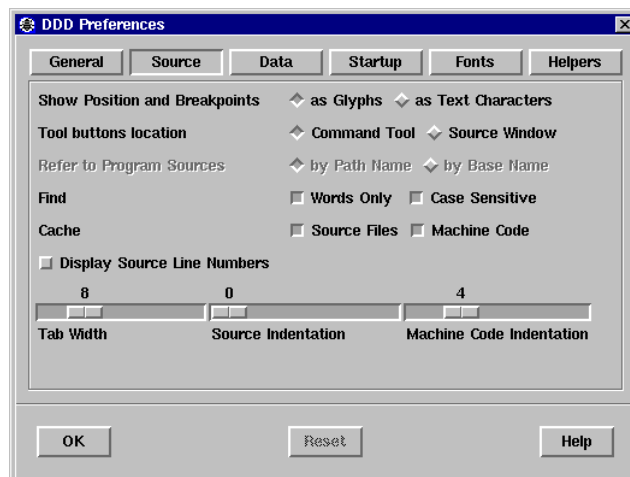 DDD Preferences
General Source Data Startup Fonts Helpers
Show Position and Breakpoints as Glyphs as Text Characters
Tool buttons location Command Tool Source Window
Refer to Program Sources by Path Name by Base Name
Find Words Only Case Sensitive
Cache Source Files Machine Code
Display Source Line Numbers
8 0 4
Tab Width Source Indentation Machine Code Indentation
OK Reset Help